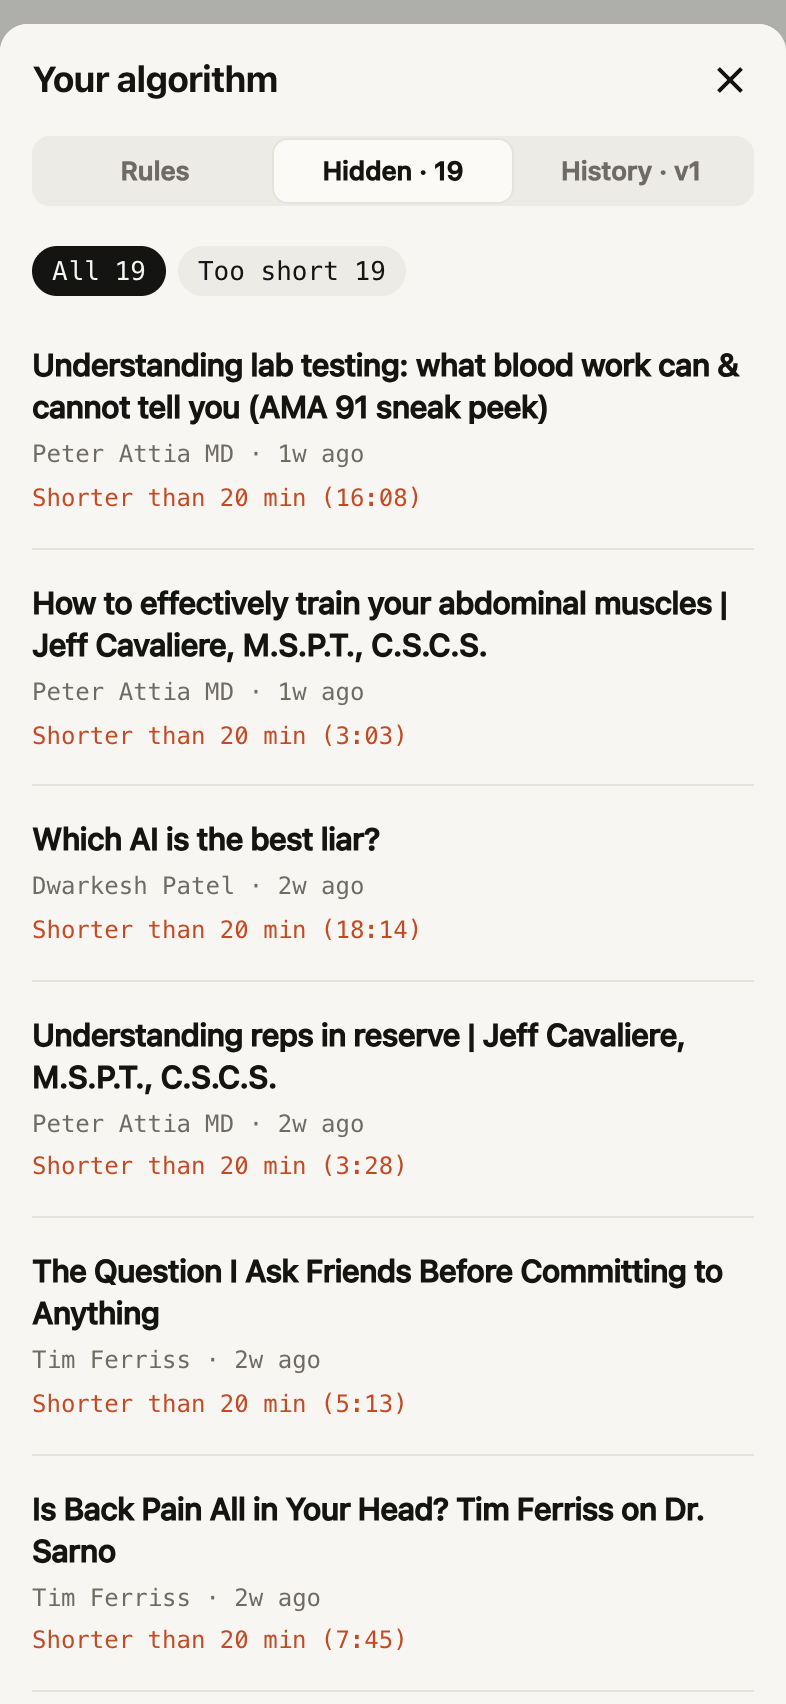 Your algorithm
Rules
Hidden · 19
History · v1
All 19
Too short 19
Understanding lab testing: what blood work can &
cannot tell you (AMA 91 sneak peek)
Peter Attia MD · 1w ago
Shorter than 20 min (16:08)
How to effectively train your abdominal muscles |
Jeff Cavaliere, M.S.P.T., C.S.C.S.
Peter Attia MD · 1w ago
Shorter than 20 min (3:03)
Which AI is the best liar?
Dwarkesh Patel · 2w ago
Shorter than 20 min (18:14)
Understanding reps in reserve | Jeff Cavaliere,
M.S.P.T., C.S.C.S.
Peter Attia MD · 2w ago
Shorter than 20 min (3:28)
The Question I Ask Friends Before Committing to
Anything
Tim Ferriss · 2w ago
Shorter than 20 min (5:13)
Is Back Pain All in Your Head? Tim Ferriss on Dr.
Sarno
Tim Ferriss · 2w ago
Shorter than 20 min (7:45)